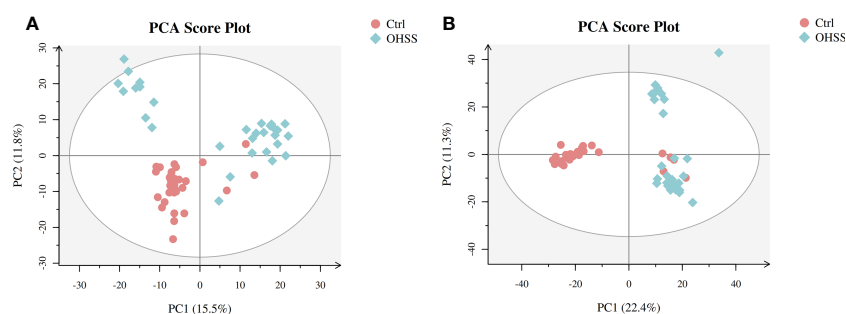 A
PCA Score Plot
Ctrl
OHSS
30
20
10
0
-10
-20
-30
PC2 (11.8%)
-30 -20 -10 0 10 20 30
PC1 (15.5%)
B
PCA Score Plot
Ctrl
OHSS
40
20
0
-20
-40
PC2 (11.3%)
-40 -20 0 20 40
PC1 (22.4%)